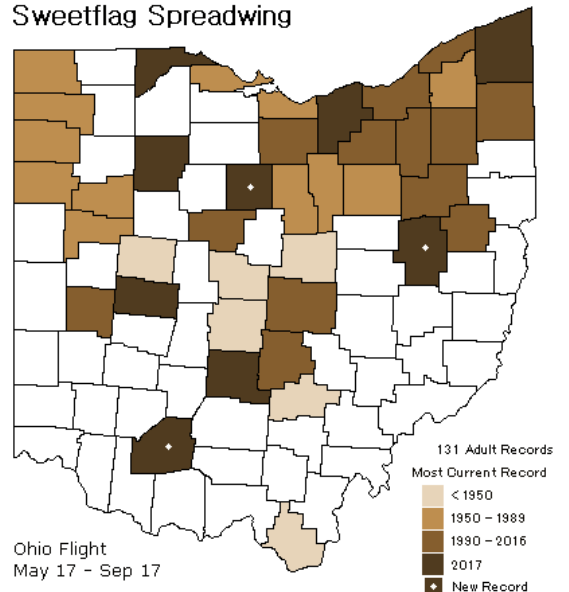 Sweetflag Spreadwing
131 Adult Records
Most Current Record
< 1950
1950 - 1989
1990 - 2016
2017
New Record
Ohio Flight
May 17 - Sep 17